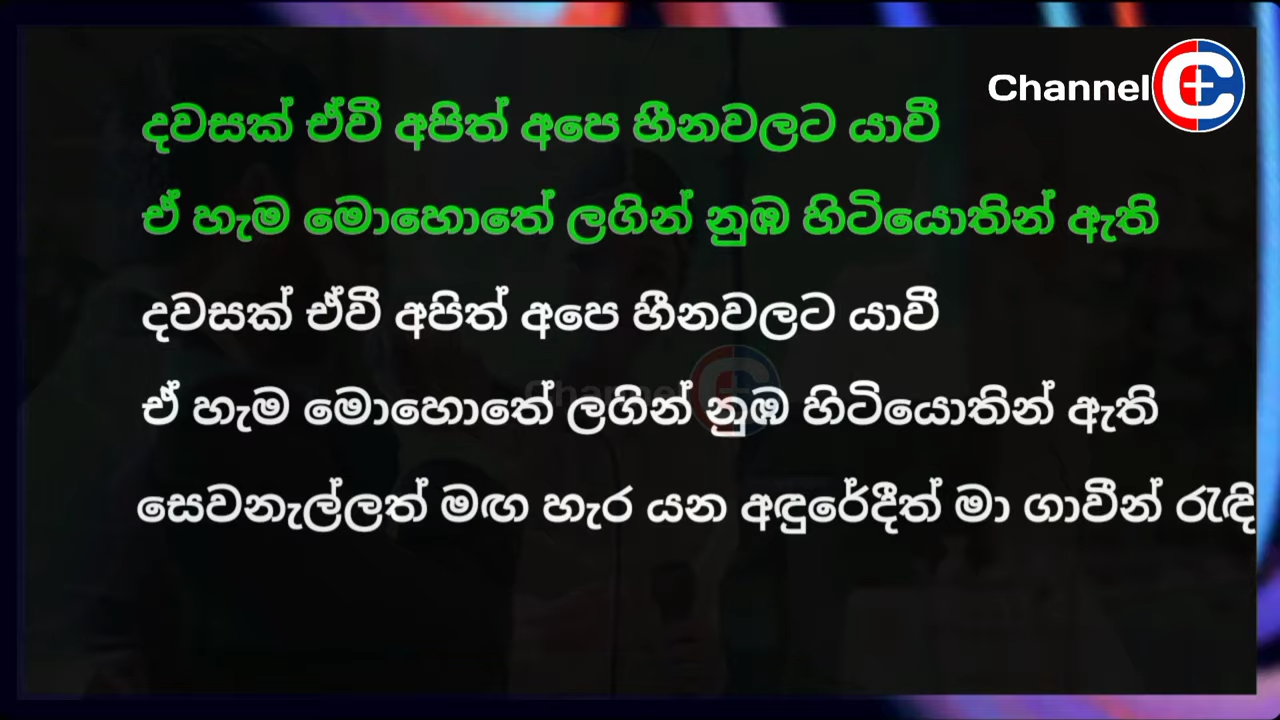 Channel
දවසක් ඒවී අපිත් අපෙ හීනවලට යාවී
ඒ හැම මොහොතේ ලගින් නුඹ හිටියොතින් ඇති
දවසක් ඒවී අපිත් අපෙ හීනවලට යාවී
ඒ හැම මොහොතේ ලගින් නුඹ හිටියොතින් ඇති
Channel
සෙවනැල්ලත් මඟ හැර යන අඳුරේදීත් මා ගාවීන් රැඳි